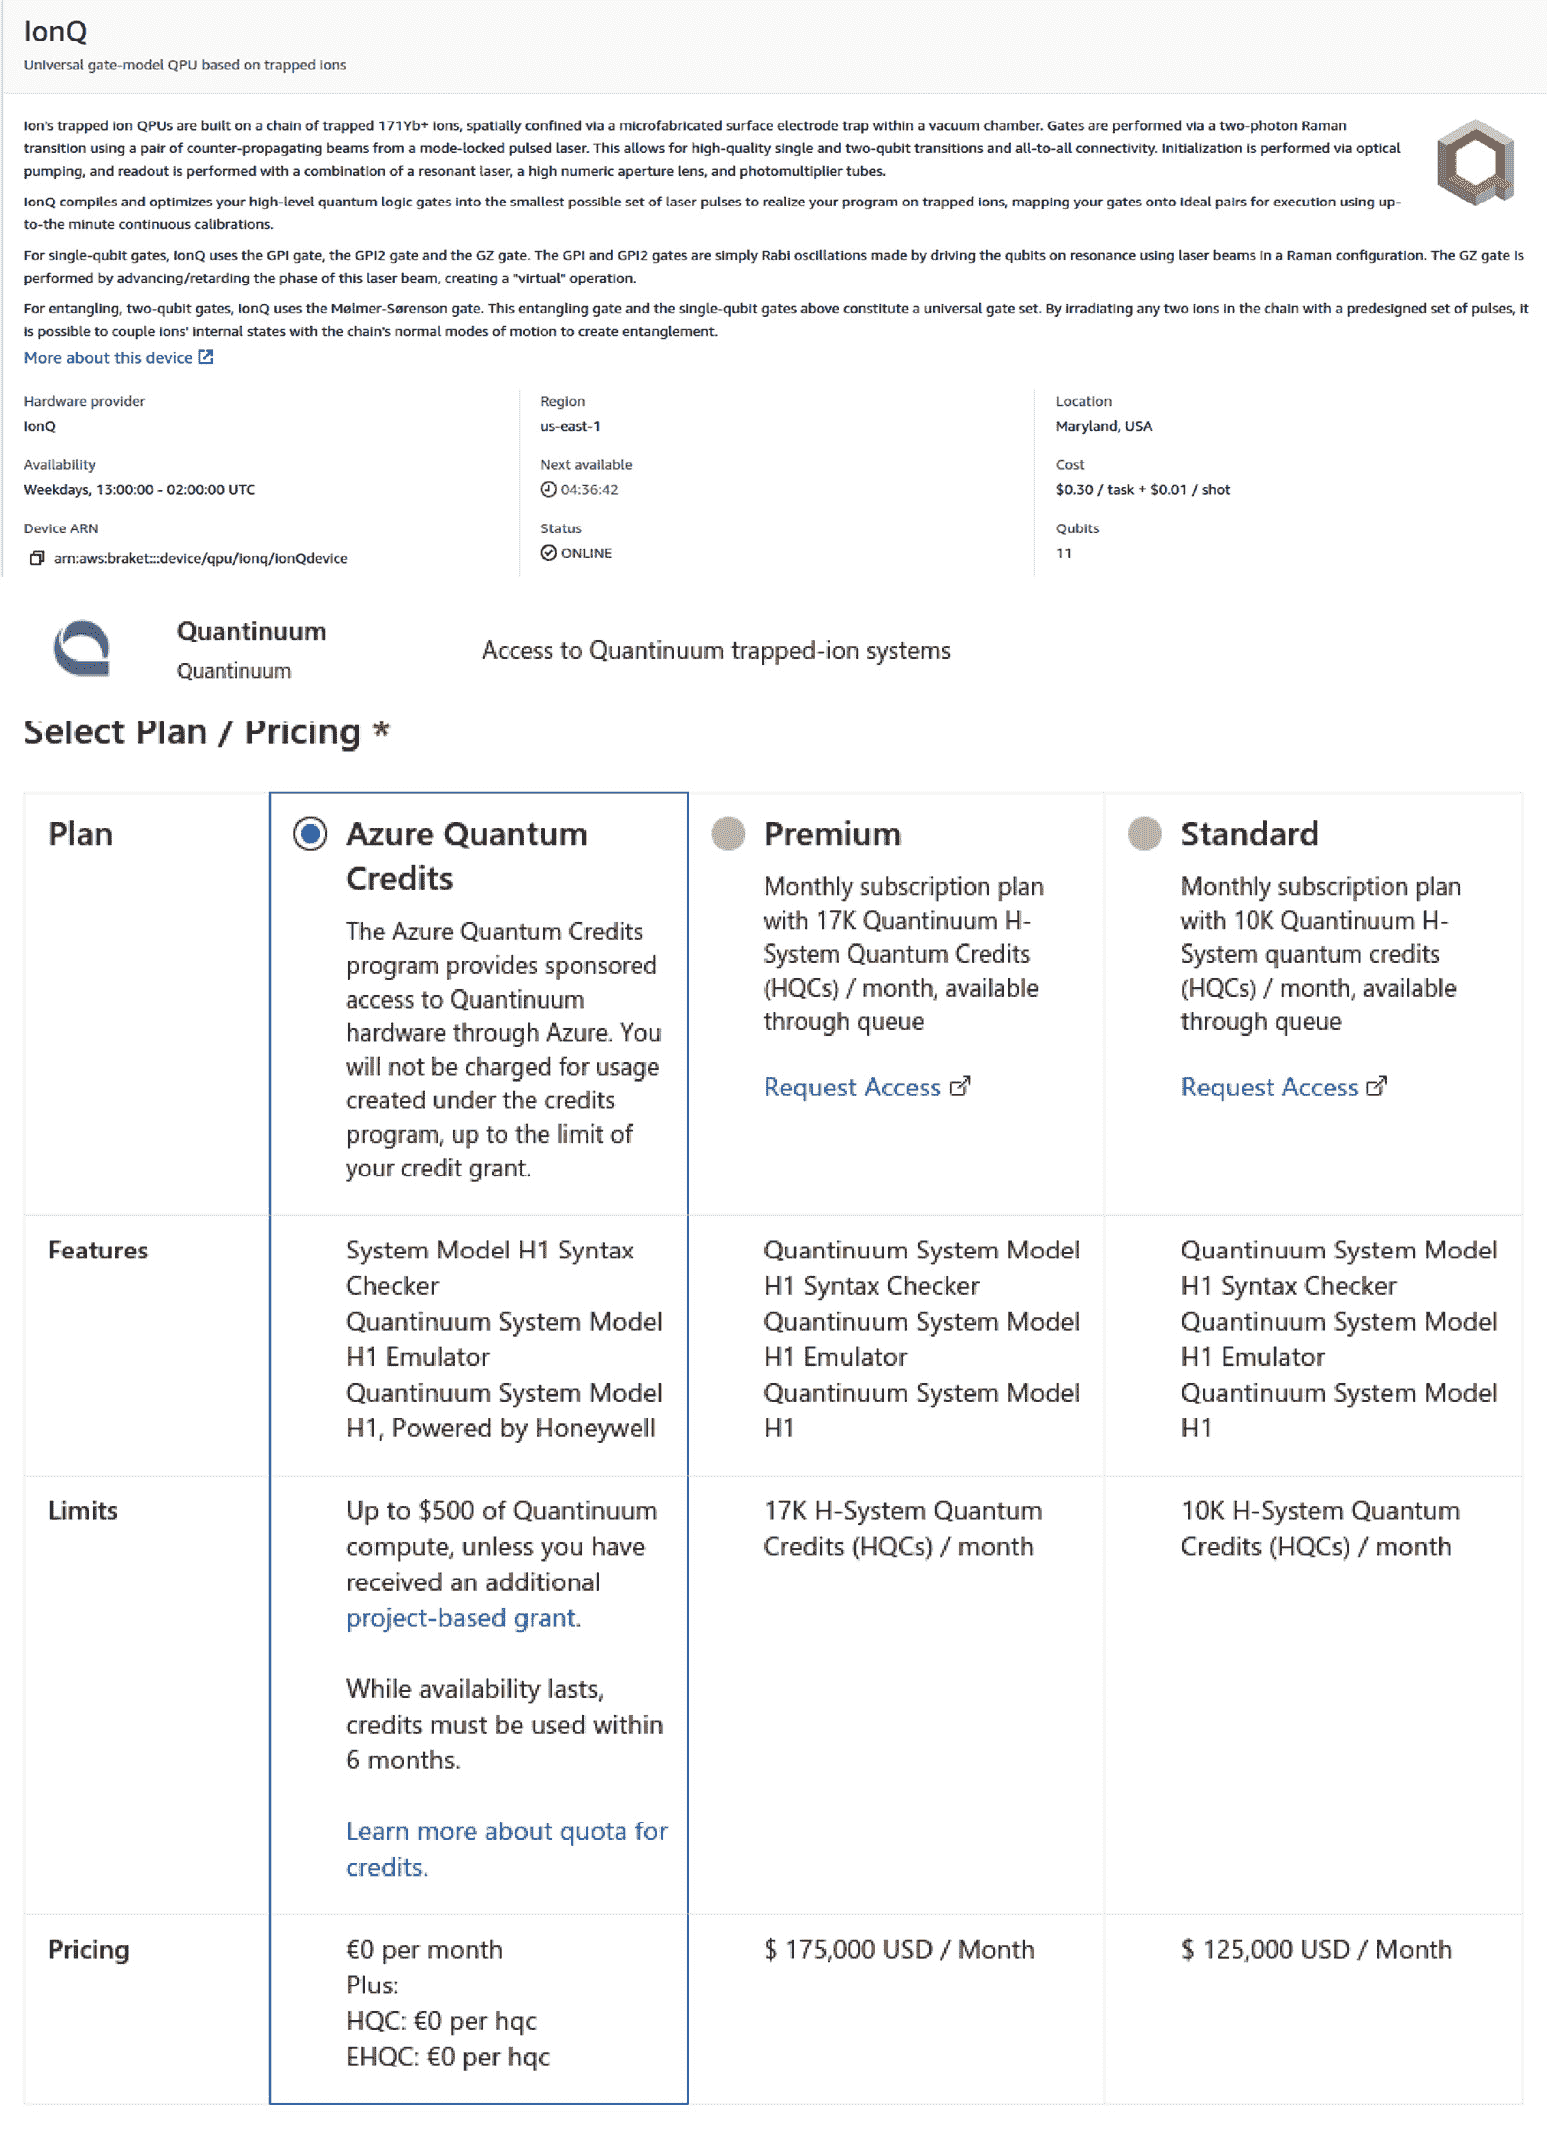 IonQ
Universal gate-model QPU based on trapped ions
Ion's trapped ion QPUs are built on a chain of trapped 171Yb+ ions, spatially confined via a microfabricated surface electrode trap within a vacuum chamber. Gates are performed via a two-photon Raman
transition using a pair of counter-propagating beams from a mode-locked pulsed laser. This allows for high-quality single and two-qubit transitions and all-to-all connectivity. Initialization is performed via optical
pumping, and readout is performed with a combination of a resonant laser, a high numeric aperture lens, and photomultiplier tubes.
IonQ compiles and optimizes your high-level quantum logic gates into the smallest possible set of laser pulses to realize your program on trapped ions, mapping your gates onto ideal pairs for execution using up-
to-the minute continuous calibrations.
For single-qubit gates, IonQ uses the GPI gate, the GPI2 gate and the GZ gate. The GPI and GPI2 gates are simply Rabi oscillations made by driving the qubits on resonance using laser beams in a Raman configuration. The GZ gate is
performed by advancing/retarding the phase of this laser beam, creating a "virtual" operation.
For entangling, two-qubit gates, IonQ uses the Mølmer-Sørenson gate. This entangling gate and the single-qubit gates above constitute a universal gate set. By irradiating any two ions in the chain with a predesigned set of pulses, it
is possible to couple ions' internal states with the chain's normal modes of motion to create entanglement.
More about this device
Hardware provider
IonQ
Region
us-east-1
Location
Maryland, USA
Availability
Weekdays, 13:00:00 - 02:00:00 UTC
Next available
04:36:42
Cost
$0.30 / task + $0.01 / shot
Device ARN
arn:aws:braket:::device/qpu/ionq/ionQdevice
Status
ONLINE
Qubits
11
Quantinuum
Quantinuum
Access to Quantinuum trapped-ion systems
Select Plan / Pricing *
Plan
Azure Quantum
Credits
The Azure Quantum Credits
program provides sponsored
access to Quantinuum
hardware through Azure. You
will not be charged for usage
created under the credits
program, up to the limit of
your credit grant.
Premium
Monthly subscription plan
with 17K Quantinuum H-
System Quantum Credits
(HQCs) / month, available
through queue
Request Access
Standard
Monthly subscription plan
with 10K Quantinuum H-
System quantum credits
(HQCs) / month, available
through queue
Request Access
Features
System Model H1 Syntax
Checker
Quantinuum System Model
H1 Emulator
Quantinuum System Model
H1, Powered by Honeywell
Quantinuum System Model
H1 Syntax Checker
Quantinuum System Model
H1 Emulator
Quantinuum System Model
H1
Quantinuum System Model
H1 Syntax Checker
Quantinuum System Model
H1 Emulator
Quantinuum System Model
H1
Limits
Up to $500 of Quantinuum
compute, unless you have
received an additional
project-based grant.
While availability lasts,
credits must be used within
6 months.
Learn more about quota for
credits.
17K H-System Quantum
Credits (HQCs) / month
10K H-System Quantum
Credits (HQCs) / month
Pricing
€0 per month
Plus:
HQC: €0 per hqc
EHQC: €0 per hqc
$ 175,000 USD / Month
$ 125,000 USD / Month